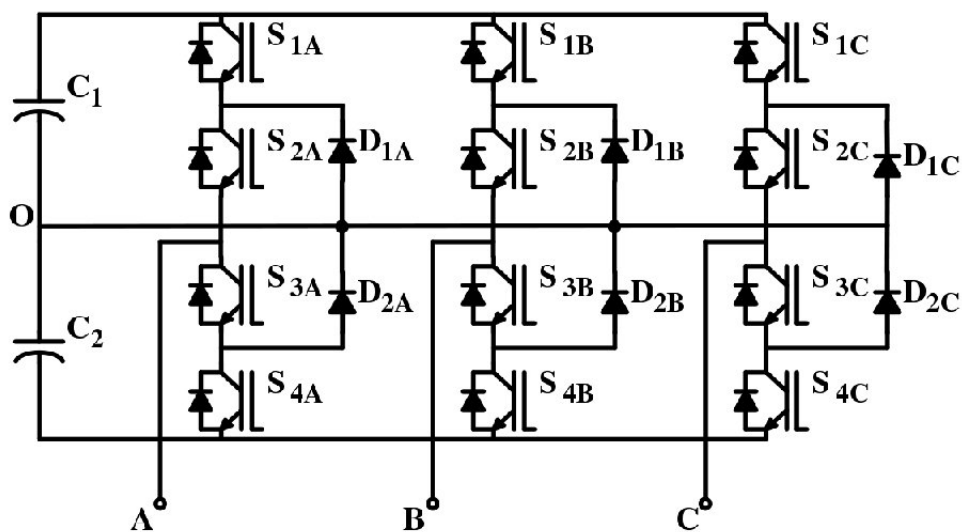 S1A S1B S1C
C1
S2A D1A S2B D1B S2C D1C
O
S3A D2A S3B D2B S3C D2C
C2
S4A S4B S4C
A B C